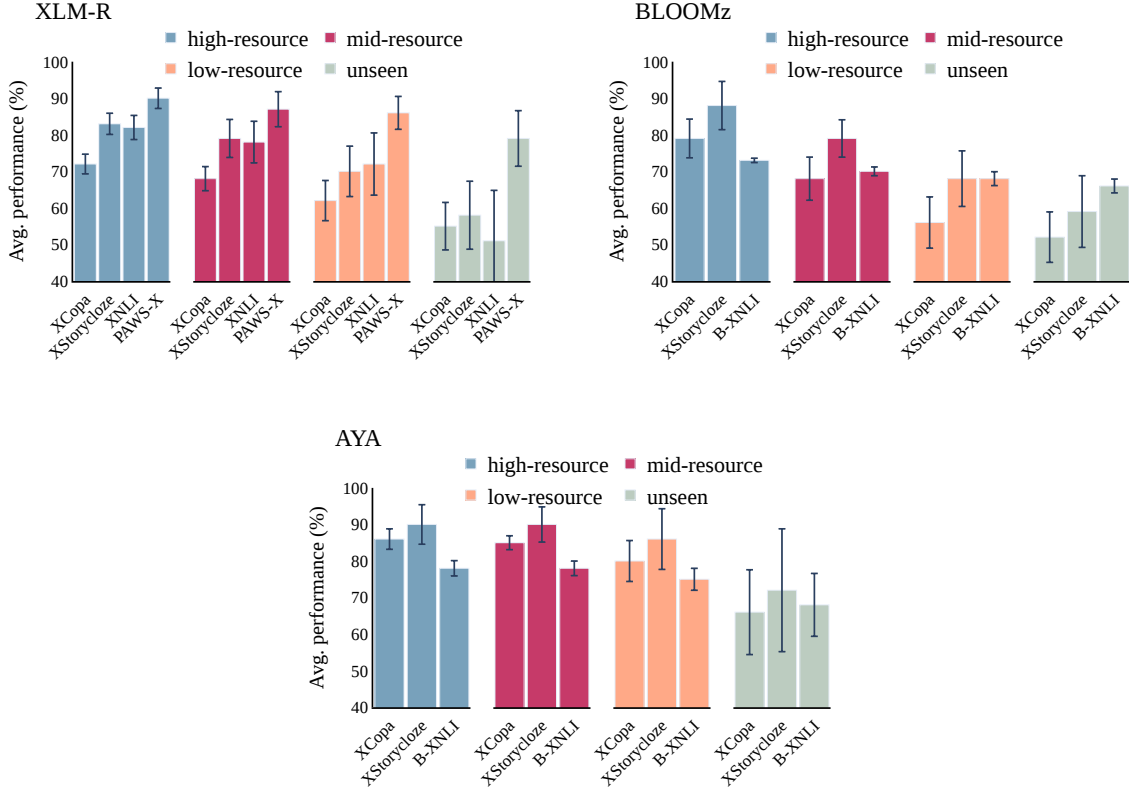 XLM-R
high-resource mid-resource
low-resource unseen
Avg. performance (%)
100
90
80
70
60
50
40
XCopa
XStorycloze
XNLI
PAWS-X
XCopa
XStorycloze
XNLI
PAWS-X
XCopa
XStorycloze
XNLI
PAWS-X
XCopa
XStorycloze
XNLI
PAWS-X
BLOOMz
high-resource mid-resource
low-resource unseen
Avg. performance (%)
100
90
80
70
60
50
40
XCopa
XStorycloze
B-XNLI
XCopa
XStorycloze
B-XNLI
XCopa
XStorycloze
B-XNLI
XCopa
XStorycloze
B-XNLI
AYA
high-resource mid-resource
low-resource unseen
Avg. performance (%)
100
90
80
70
60
50
40
XCopa
XStorycloze
B-XNLI
XCopa
XStorycloze
B-XNLI
XCopa
XStorycloze
B-XNLI
XCopa
XStorycloze
B-XNLI